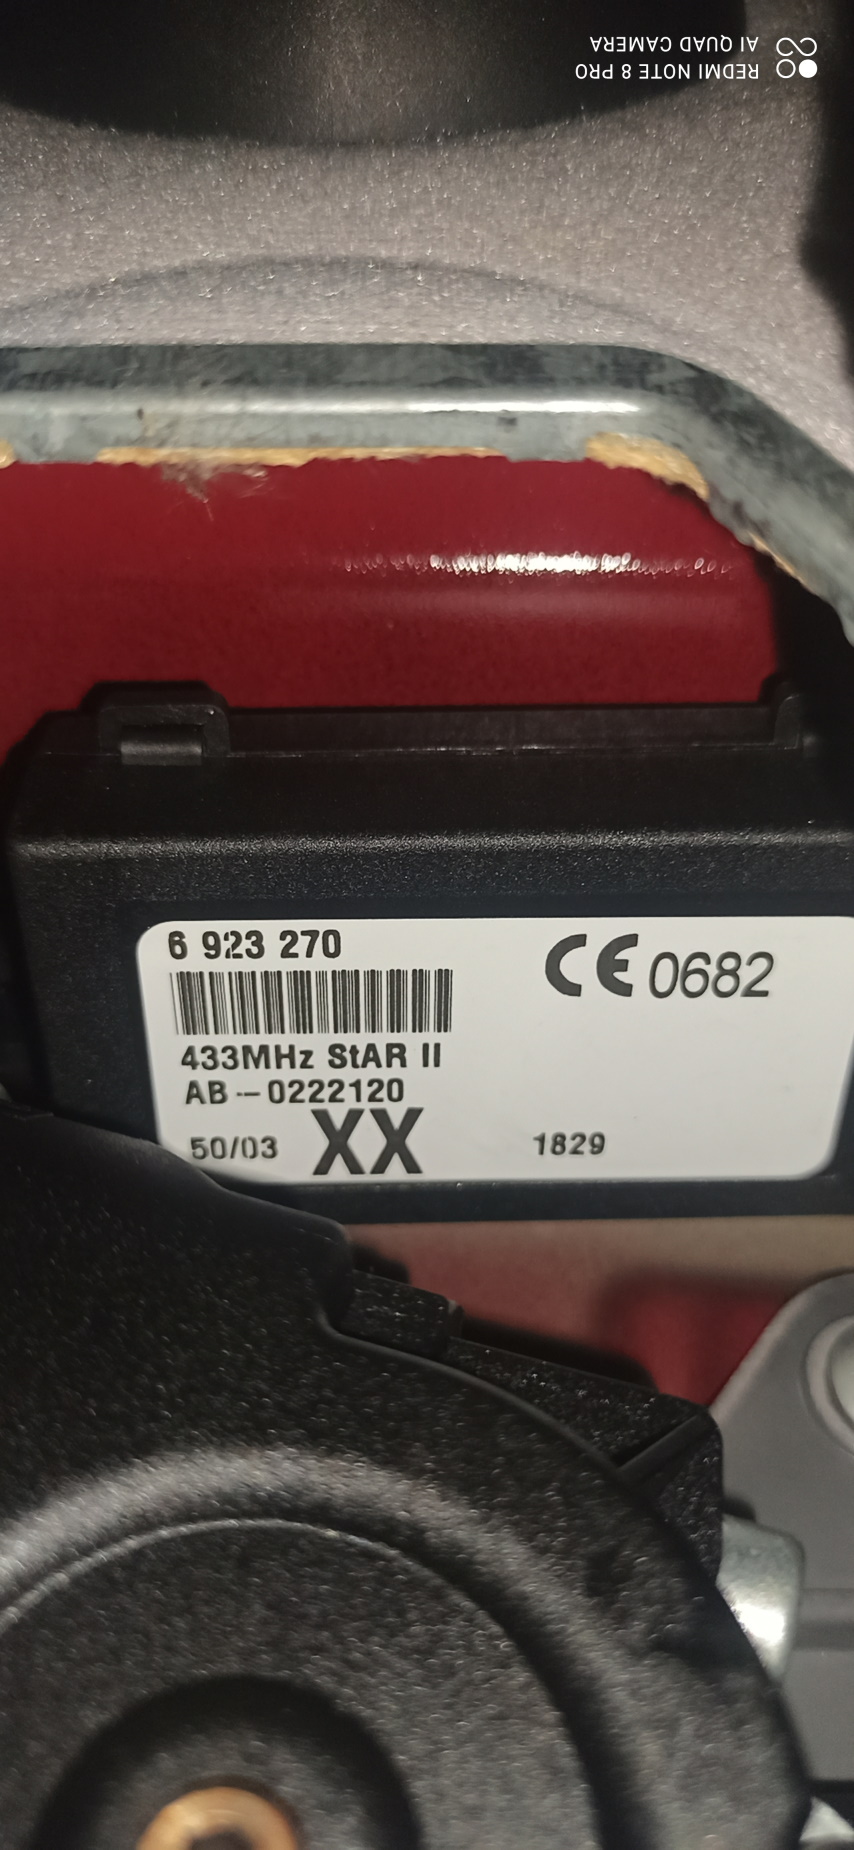 REDMI NOTE 8 PRO
AI QUAD CAMERA
6 923 270
CE 0682
433MHz StAR II
AB -- 0222120
50/03 XX 1829